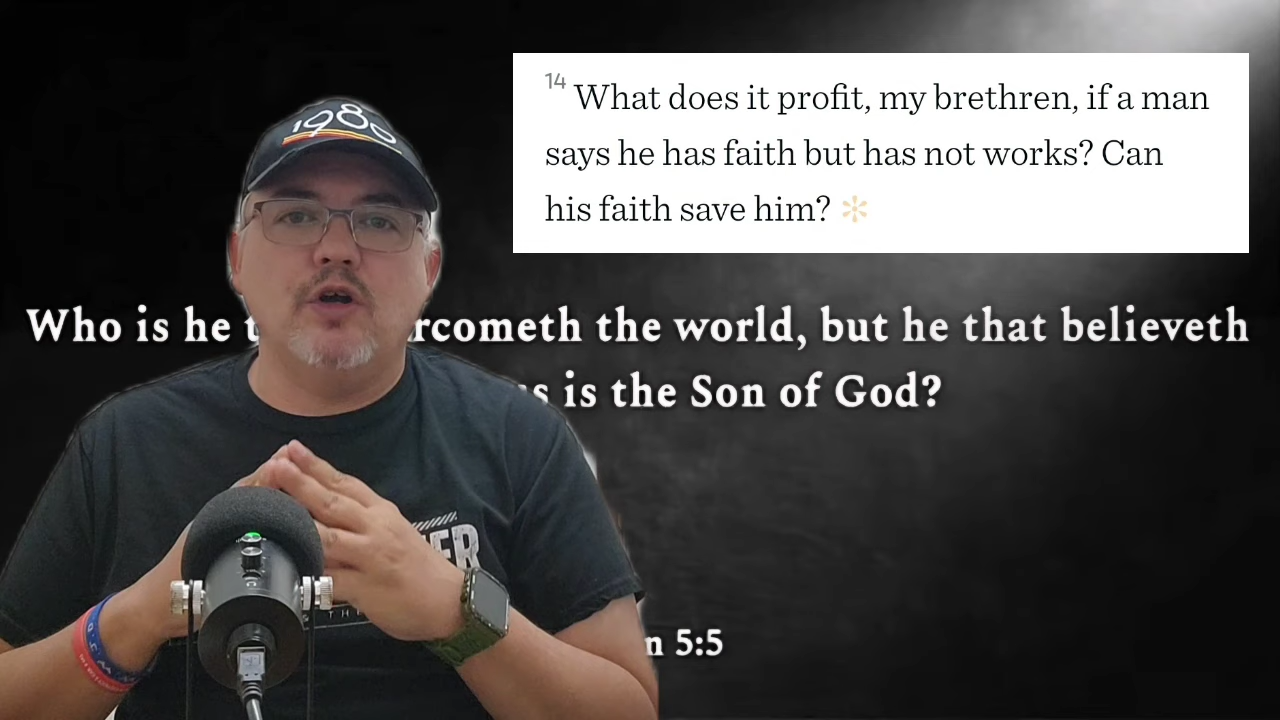 1980
14 What does it profit, my brethren, if a man
says he has faith but has not works? Can
his faith save him?
Who is he rcometh the world, but he that believeth
s is the Son of God?
5:5